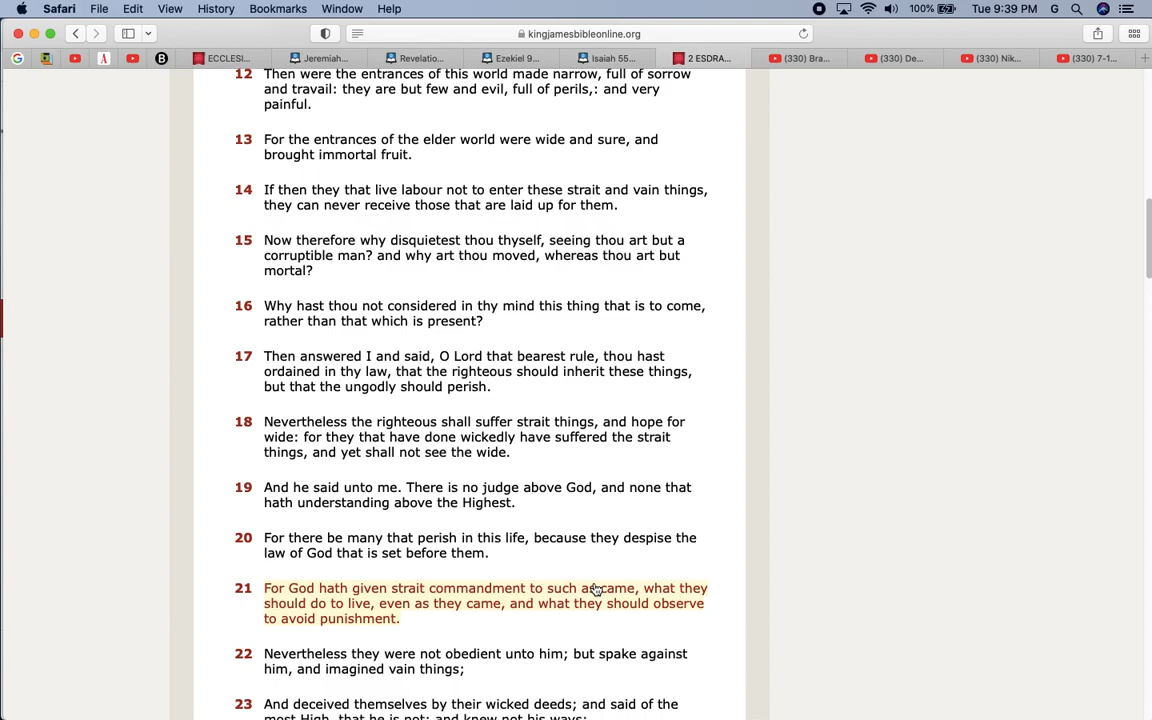 Safari File Edit View History Bookmarks Window Help 100% Tue 9:39 PM G
kingjamesbibleonline.org
ECCLESI... Jeremiah... Revelatio... Ezekiel 9... Isaiah 55... 2 ESDRA... (330) Bra... (330) De... (330) Nik... (330) 7-1...
12 Then were the entrances of this world made narrow, full of sorrow
and travail: they are but few and evil, full of perils,: and very
painful.
13 For the entrances of the elder world were wide and sure, and
brought immortal fruit.
14 If then they that live labour not to enter these strait and vain things,
they can never receive those that are laid up for them.
15 Now therefore why disquietest thou thyself, seeing thou art but a
corruptible man? and why art thou moved, whereas thou art but
mortal?
16 Why hast thou not considered in thy mind this thing that is to come,
rather than that which is present?
17 Then answered I and said, O Lord that bearest rule, thou hast
ordained in thy law, that the righteous should inherit these things,
but that the ungodly should perish.
18 Nevertheless the righteous shall suffer strait things, and hope for
wide: for they that have done wickedly have suffered the strait
things, and yet shall not see the wide.
19 And he said unto me. There is no judge above God, and none that
hath understanding above the Highest.
20 For there be many that perish in this life, because they despise the
law of God that is set before them.
21 For God hath given strait commandment to such as came, what they
should do to live, even as they came, and what they should observe
to avoid punishment.
22 Nevertheless they were not obedient unto him; but spake against
him, and imagined vain things;
23 And deceived themselves by their wicked deeds; and said of the
most High, that he is not; and knew not his ways: